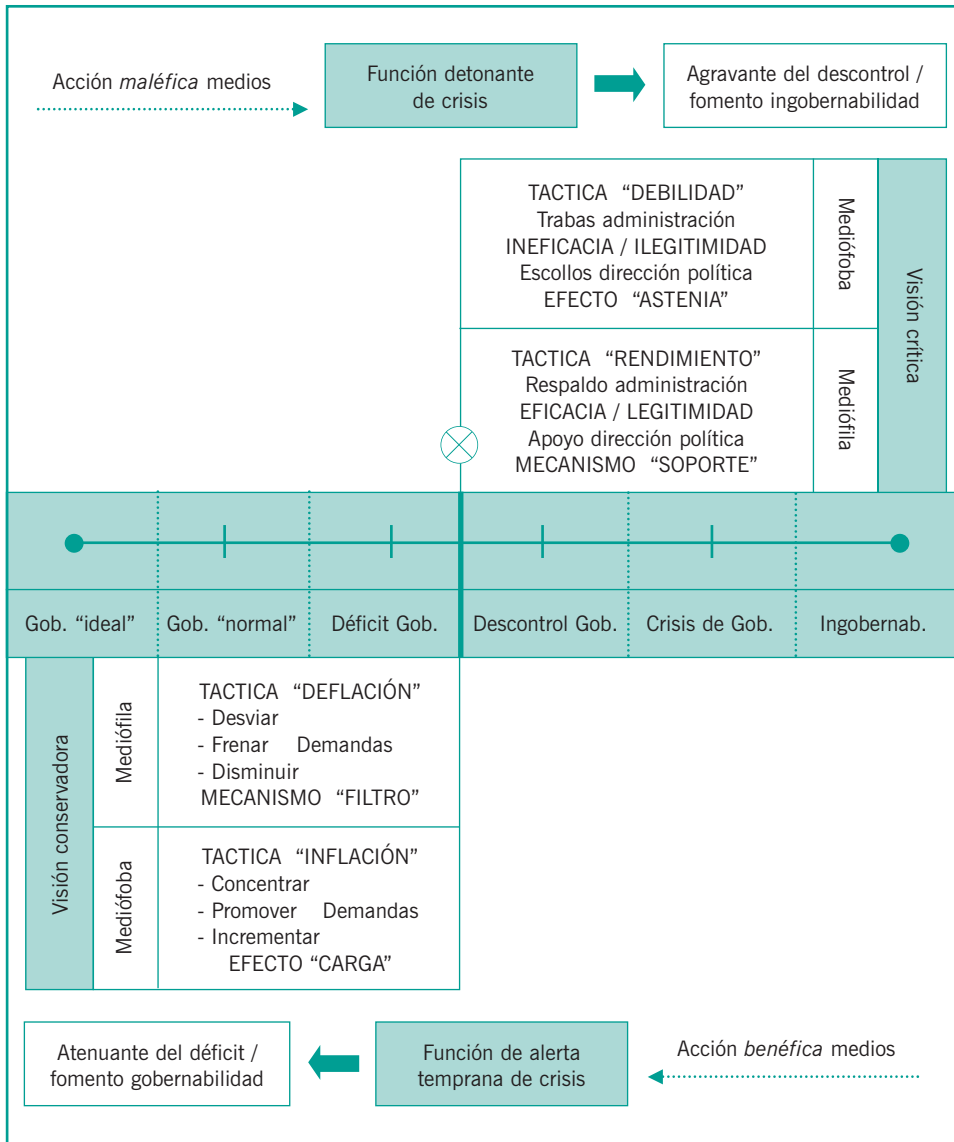 Acción maléfica medios
Función detonante
de crisis
Agravante del descontrol /
fomento ingobernabilidad
TACTICA “DEBILIDAD”
Trabas administración
INEFICACIA / ILEGITIMIDAD
Escollos dirección política
EFECTO “ASTENIA”
Mediófoba
Visión crítica
TACTICA “RENDIMIENTO”
Respaldo administración
EFICACIA / LEGITIMIDAD
Apoyo dirección política
MECANISMO “SOPORTE”
Mediófila
Gob. “ideal”
Gob. “normal”
Déficit Gob.
Descontrol Gob.
Crisis de Gob.
Ingobernab.
Visión conservadora
Mediófila
TACTICA “DEFLACIÓN”
- Desviar
- Frenar Demandas
- Disminuir
MECANISMO “FILTRO”
Mediófoba
TACTICA “INFLACIÓN”
- Concentrar
- Promover Demandas
- Incrementar
EFECTO “CARGA”
Atenuante del déficit /
fomento gobernabilidad
Función de alerta
temprana de crisis
Acción benéfica medios